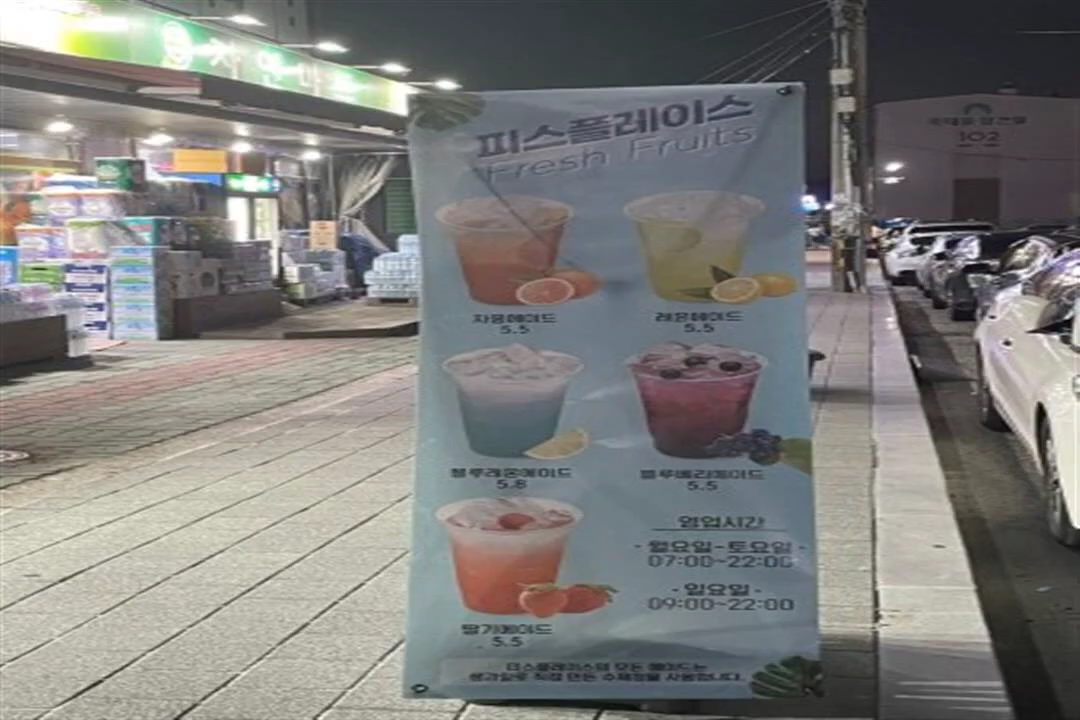 피스플레이스
Fresh Fruits
자몽에이드
5.5
레몬에이드
5.5
블루레몬에이드
5.8
블루베리에이드
5.5
딸기에이드
5.5
영업시간
· 월요일-토요일 ·
07:00~22:00
· 일요일 ·
09:00~22:00
피스플레이스의 모든 에이드는
생과일로 직접 만든 수제청을 사용합니다.
102